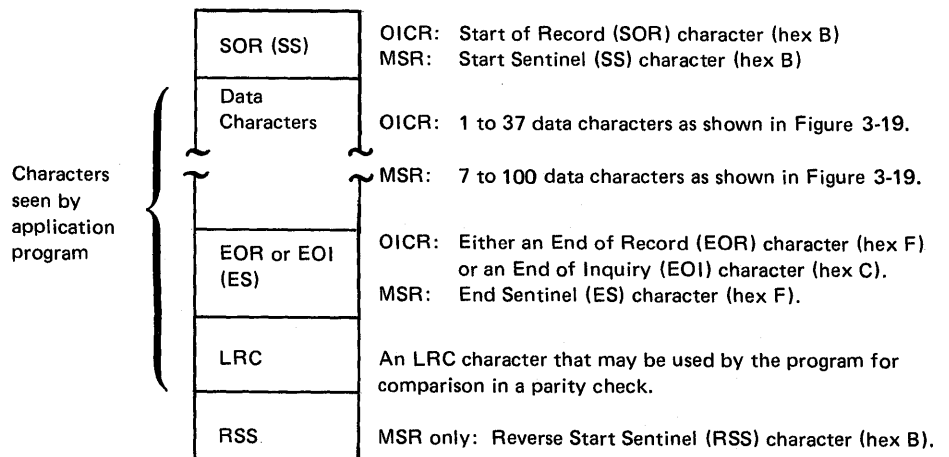 SOR (SS)
OICR: Start of Record (SOR) character (hex B)
MSR: Start Sentinel (SS) character (hex B)
Data
Characters
OICR: 1 to 37 data characters as shown in Figure 3-19.
MSR: 7 to 100 data characters as shown in Figure 3-19.
Characters
seen by
application
program
EOR or EOI
(ES)
OICR: Either an End of Record (EOR) character (hex F)
or an End of Inquiry (EOI) character (hex C).
MSR: End Sentinel (ES) character (hex F).
LRC
An LRC character that may be used by the program for
comparison in a parity check.
RSS
MSR only: Reverse Start Sentinel (RSS) character (hex B).